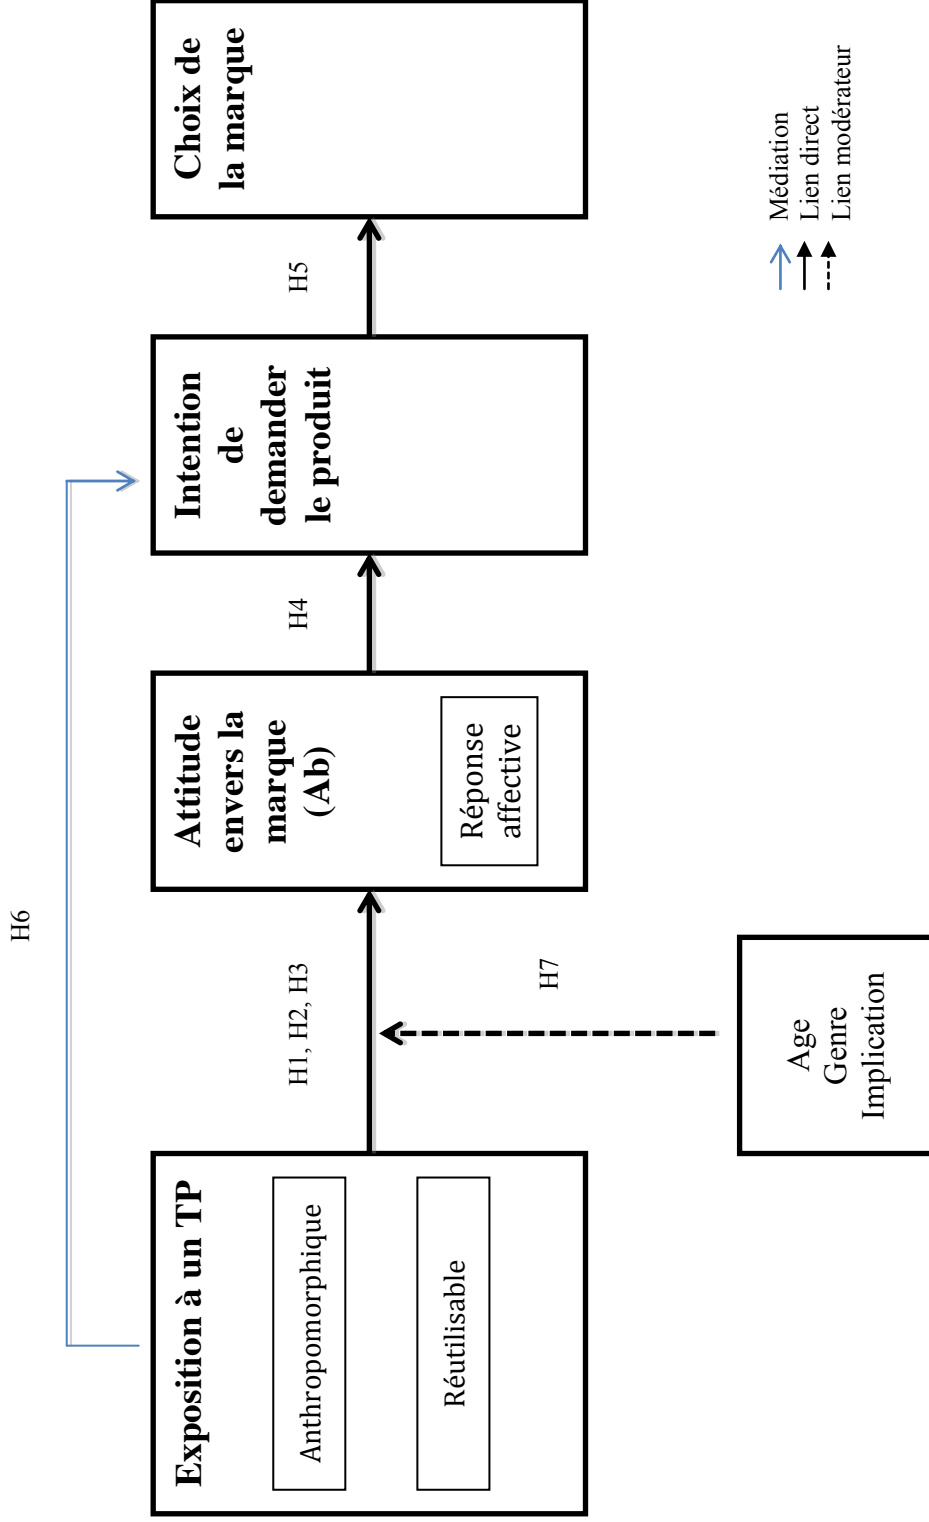 H6
Exposition à un TP
Anthropomorphique
Réutilisable
H1, H2, H3
Attitude
envers la
marque
(Ab)
Réponse
affective
H4
Intention
de
demander
le produit
H5
Choix de
la marque
H7
Age
Genre
Implication
Médiation
Lien direct
Lien modérateur